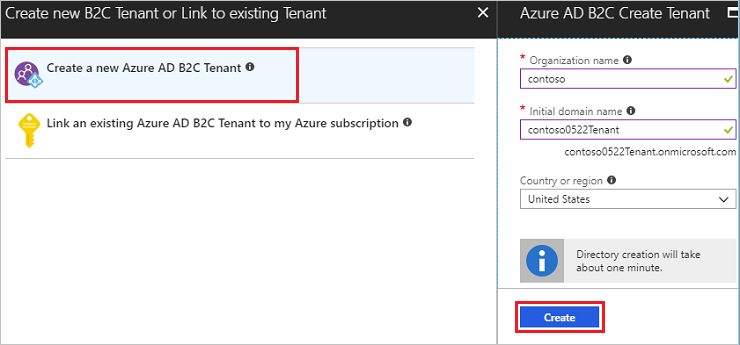 Create new B2C Tenant or Link to existing Tenant
Create a new Azure AD B2C Tenant
Link an existing Azure AD B2C Tenant to my Azure subscription
Azure AD B2C Create Tenant
* Organization name
contoso
* Initial domain name
contoso0522Tenant
contoso0522Tenant.onmicrosoft.com
Country or region
United States
Directory creation will take
about one minute.
Create